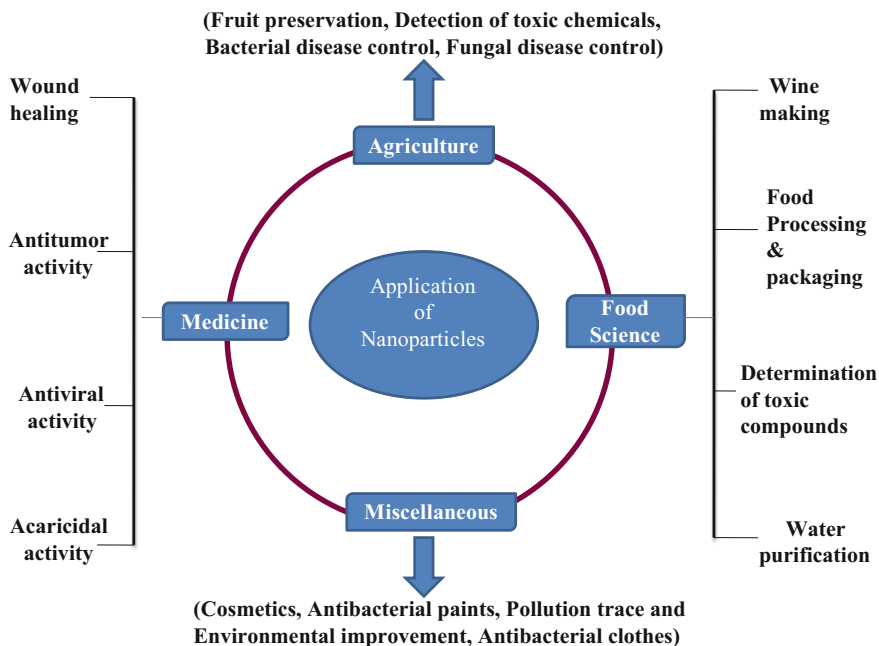 (Fruit preservation, Detection of toxic chemicals,
Bacterial disease control, Fungal disease control)
Agriculture
Wound
healing
Antitumor
activity
Medicine
Antiviral
activity
Acaricidal
activity
Application
of
Nanoparticles
Food
Science
Wine
making
Food
Processing
&
packaging
Determination
of toxic
compounds
Water
purification
Miscellaneous
(Cosmetics, Antibacterial paints, Pollution trace and
Environmental improvement, Antibacterial clothes)